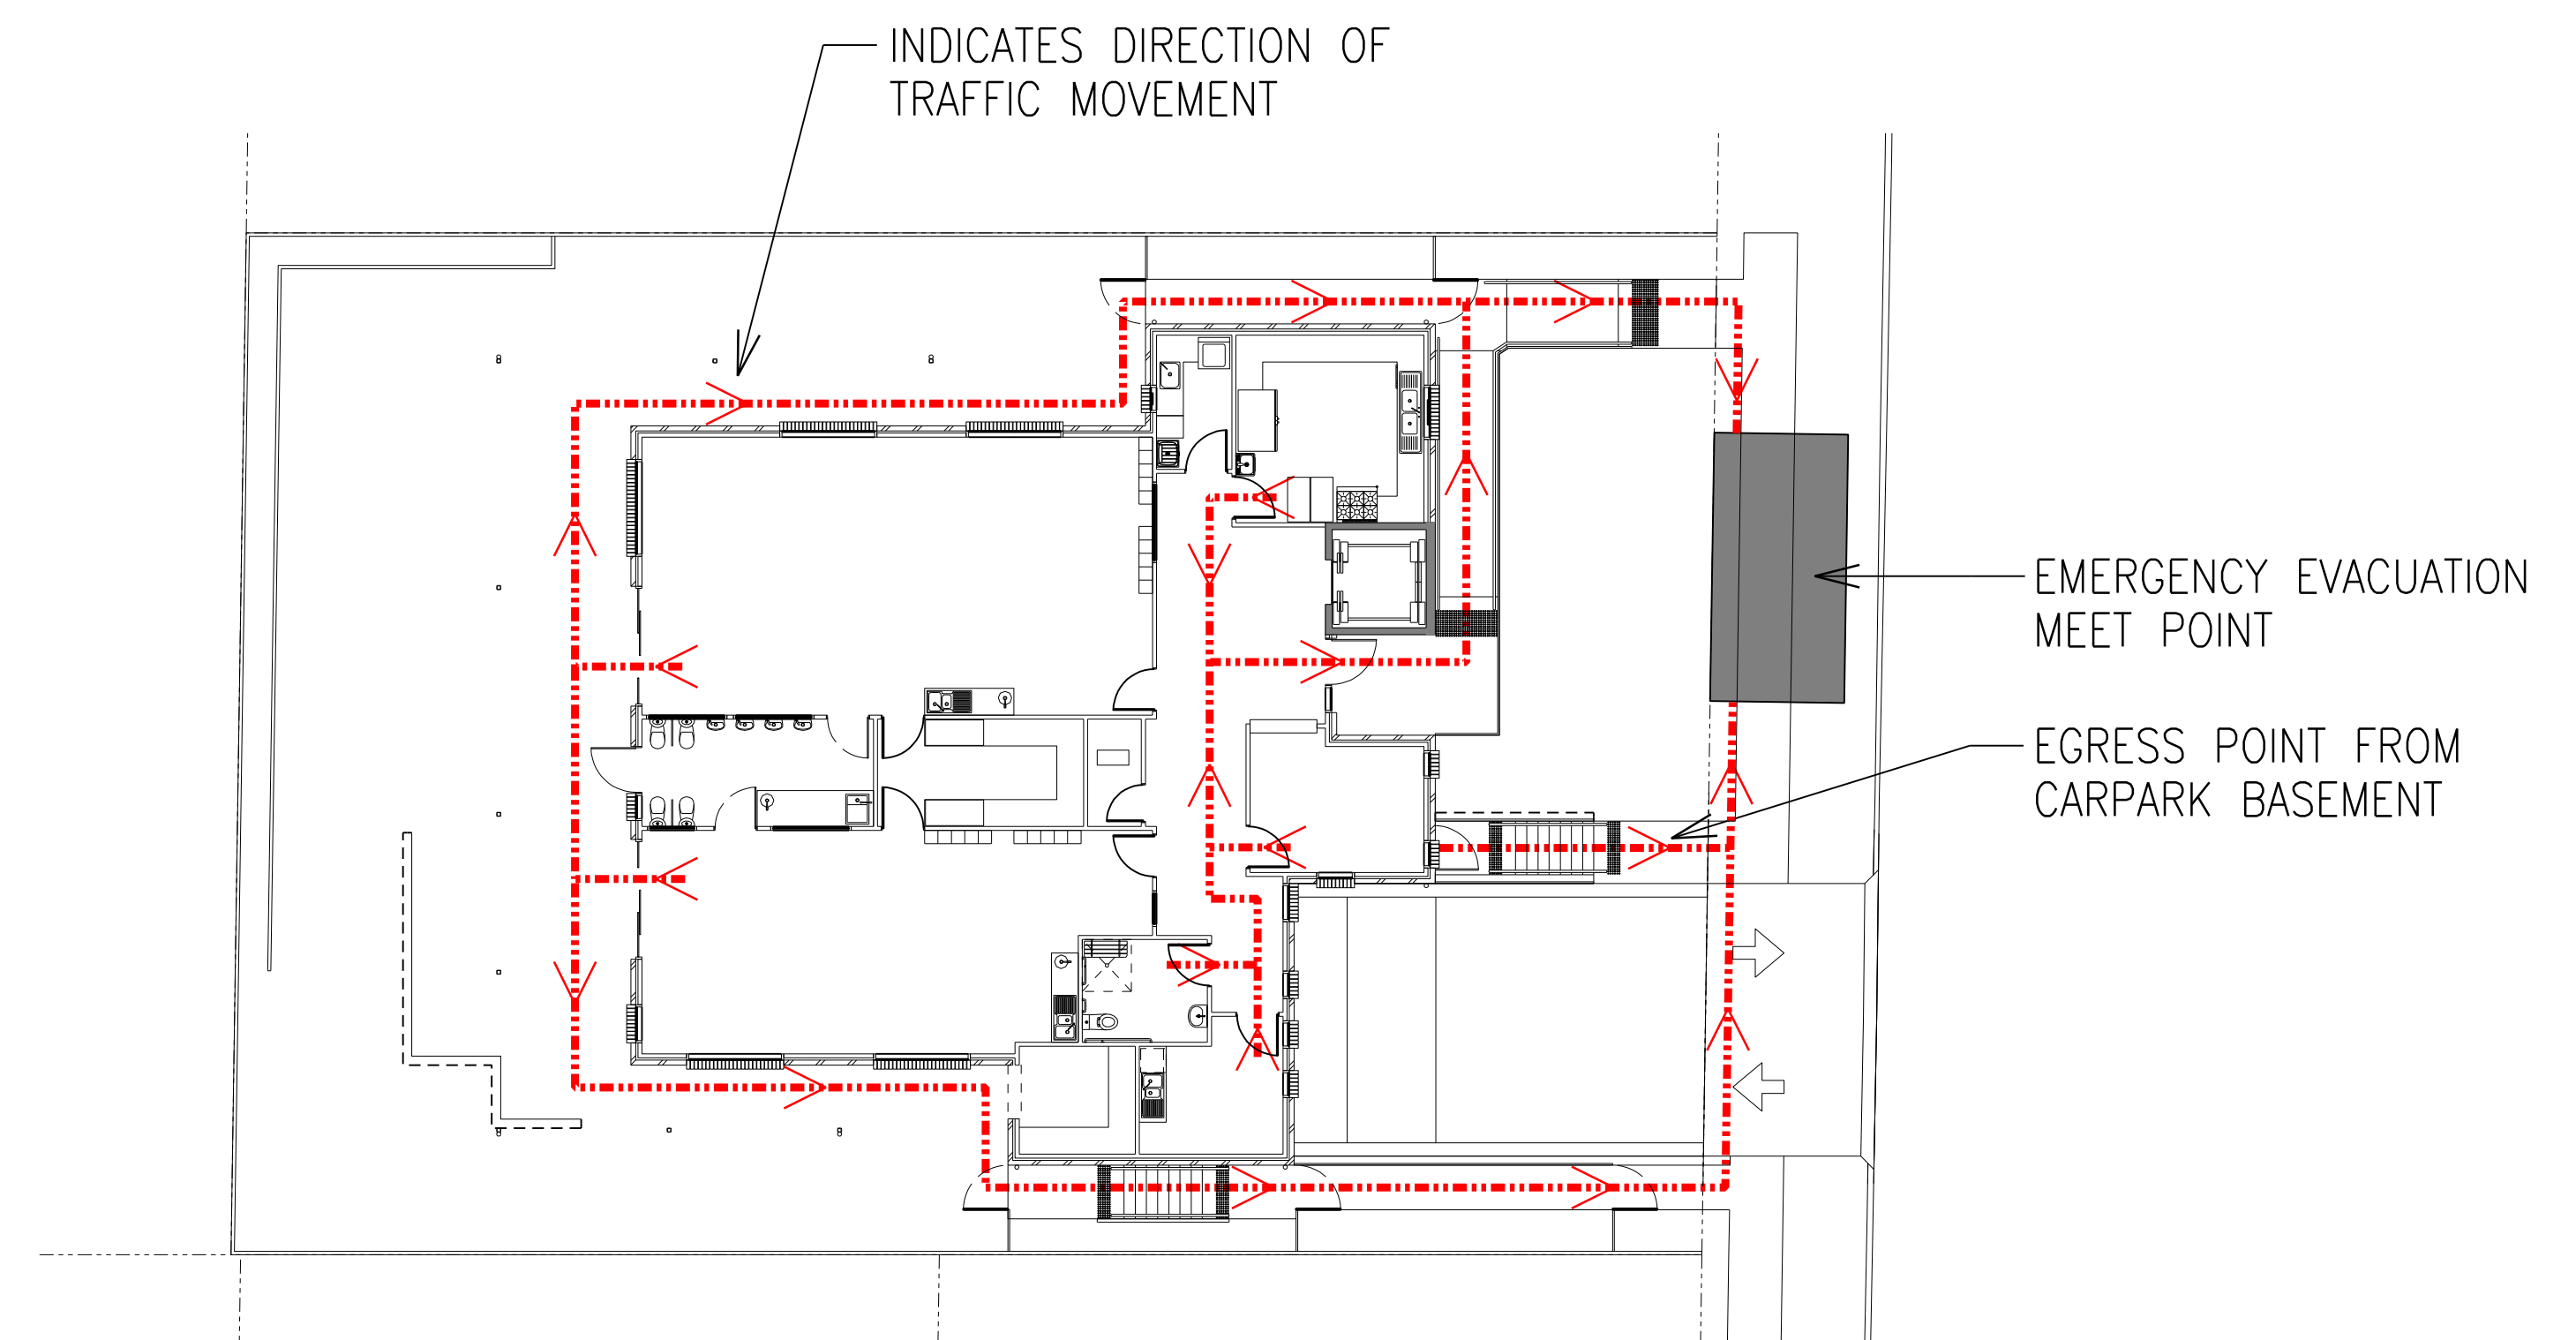 INDICATES DIRECTION OF
TRAFFIC MOVEMENT
EMERGENCY EVACUATION
MEET POINT
EGRESS POINT FROM
CARPARK BASEMENT